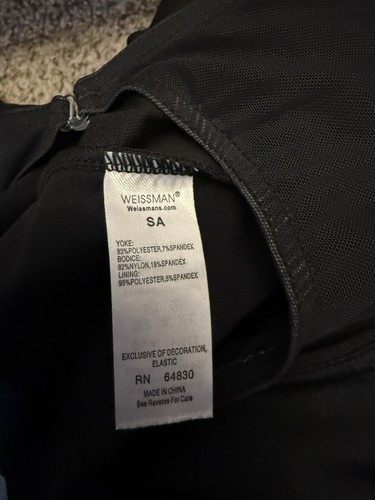 WEISSMAN®
Weissmans.com
SA
YOKE:
93%POLYESTER,7%SPANDEX
BODICE:
82%NYLON,18%SPANDEX
LINING:
95%POLYESTER,5%SPANDEX
EXCLUSIVE OF DECORATION,
ELASTIC
RN 64830
MADE IN CHINA
See Reverse For Care